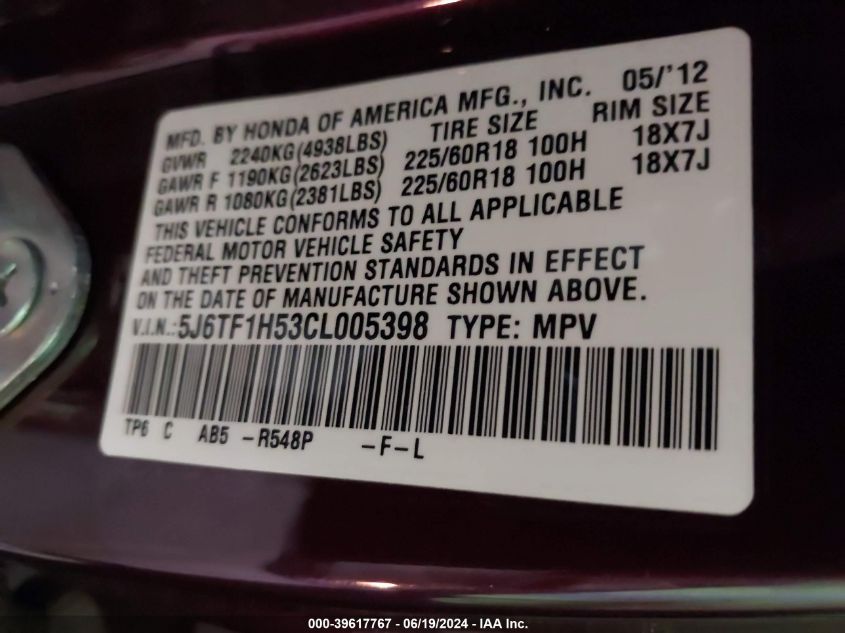 MFD. BY HONDA OF AMERICA MFG., INC. 05/'12
GVWR 2240KG(4938LBS) TIRE SIZE RIM SIZE
GAWR F 1190KG(2623LBS) 225/60R18 100H 18X7J
GAWR R 1080KG(2381LBS) 225/60R18 100H 18X7J
THIS VEHICLE CONFORMS TO ALL APPLICABLE
FEDERAL MOTOR VEHICLE SAFETY
AND THEFT PREVENTION STANDARDS IN EFFECT
ON THE DATE OF MANUFACTURE SHOWN ABOVE.
V.I.N.:5J6TF1H53CL005398 TYPE: MPV
TP6 C AB5 -R548P -F-L
000-39617767 - 06/19/2024 - IAA Inc.